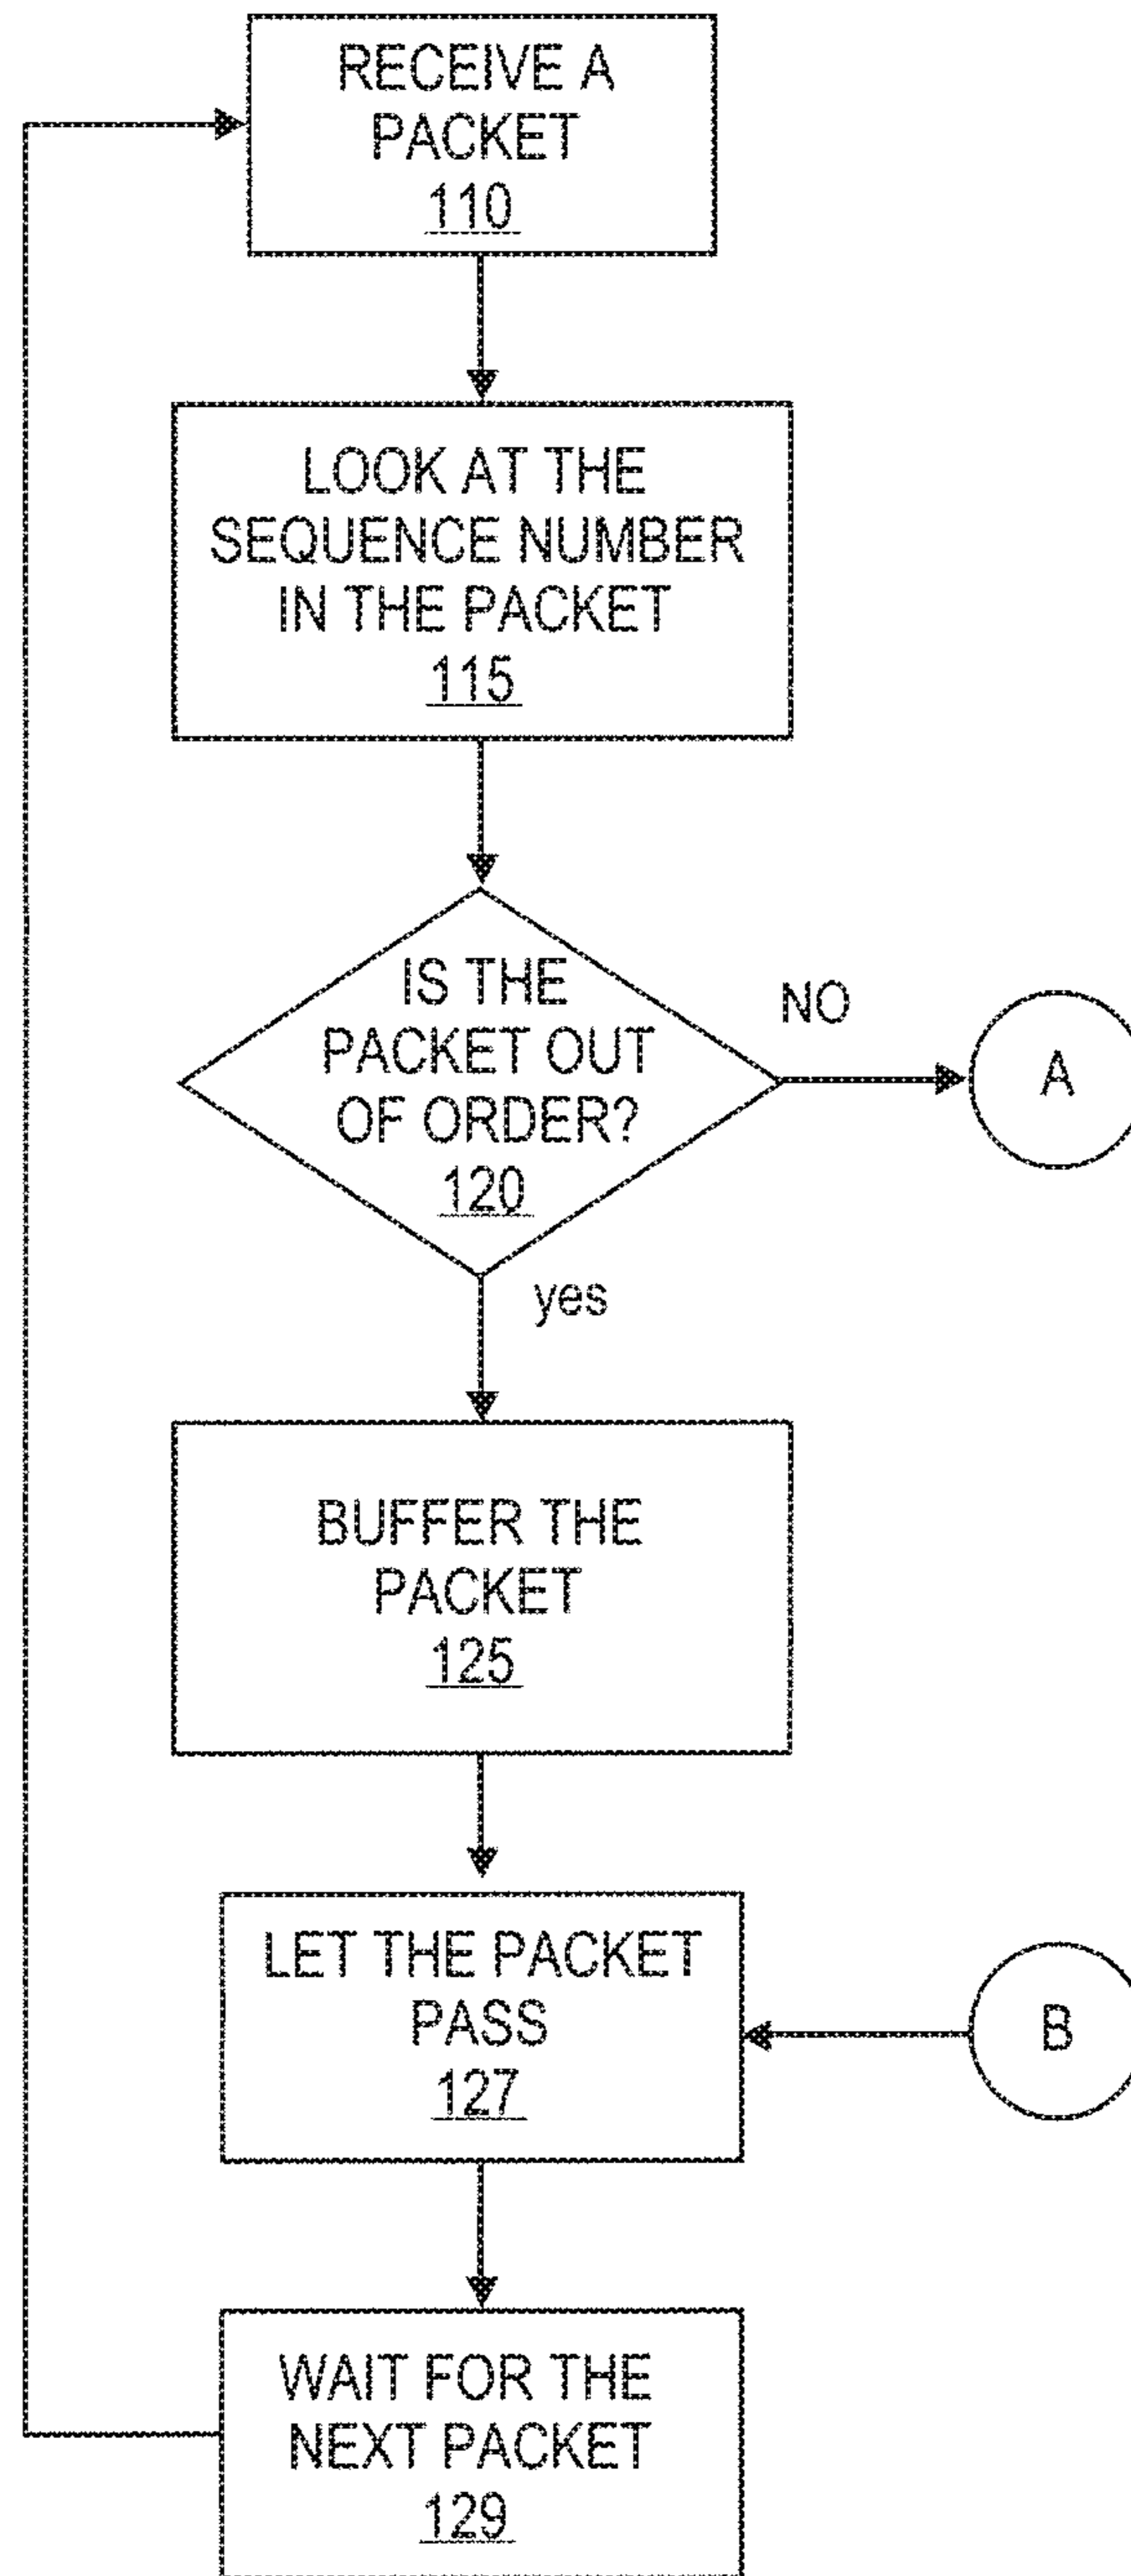 RECEIVE A
PACKET
110
LOOK AT THE
SEQUENCE NUMBER
IN THE PACKET
115
IS THE
PACKET OUT
OF ORDER?
120
NO
A
yes
BUFFER THE
PACKET
125
LET THE PACKET
PASS
127
B
WAIT FOR THE
NEXT PACKET
129